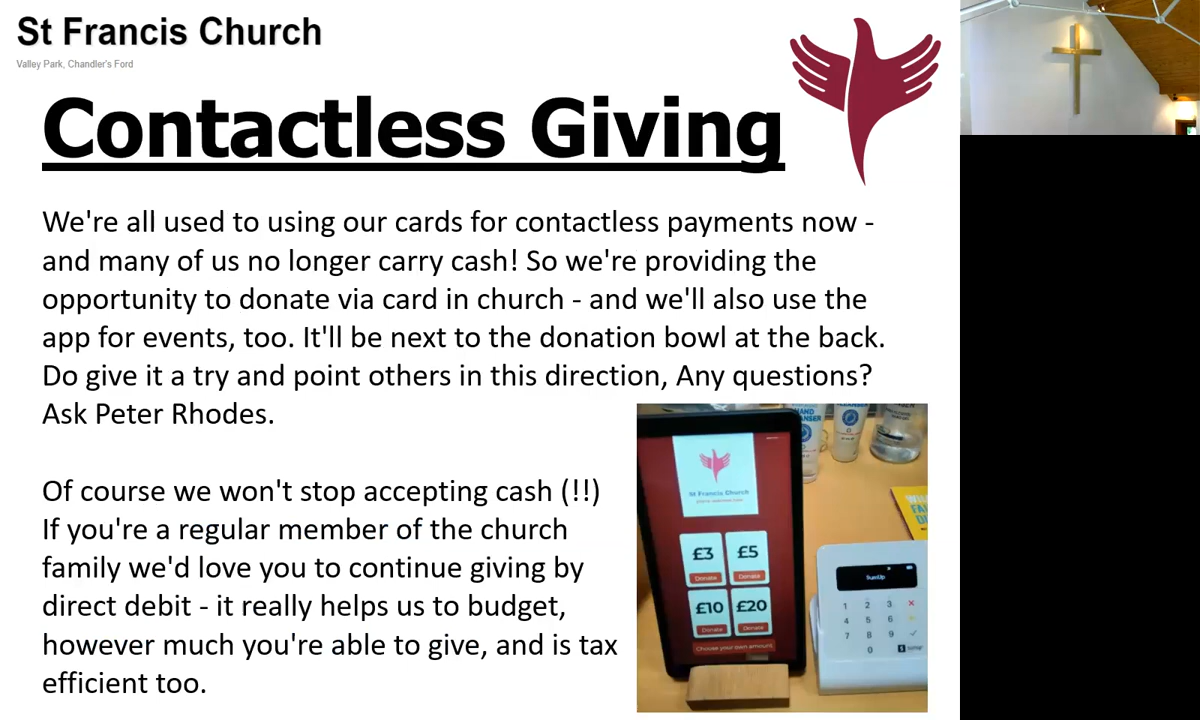 St Francis Church
Valley Park, Chandler's Ford
Contactless Giving
We're all used to using our cards for contactless payments now -
and many of us no longer carry cash! So we're providing the
opportunity to donate via card in church - and we'll also use the
app for events, too. It'll be next to the donation bowl at the back.
Do give it a try and point others in this direction, Any questions?
Ask Peter Rhodes.
Of course we won't stop accepting cash (!!)
If you're a regular member of the church
family we'd love you to continue giving by
direct debit - it really helps us to budget,
however much you're able to give, and is tax
efficient too.
St Francis Church
£3 £5
Donate Donate
£10 £20
Donate Donate
Choose your own amount
HAND
SumUp
1 2 3
4 5 6
7 8 9
0